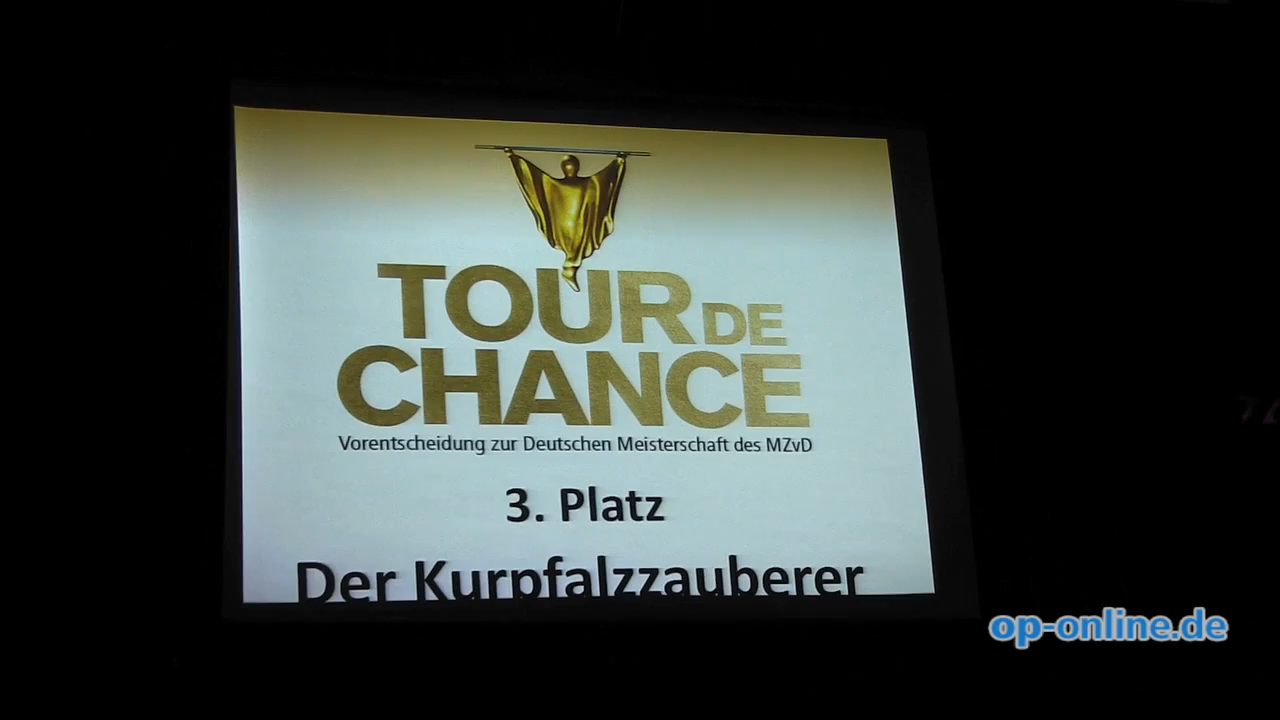 TOUR DE
CHANCE
Vorentscheidung zur Deutschen Meisterschaft des MZvD
3. Platz
Der Kurpfalzzauberer
op-online.de